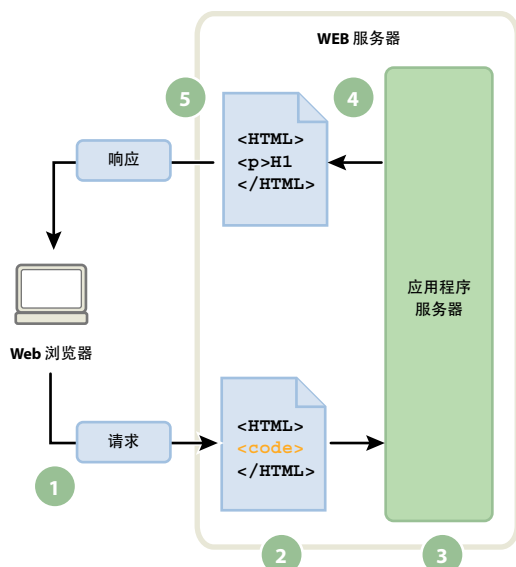 WEB 服务器
5
4
响应
<HTML>
<p>H1
</HTML>
应用程序
服务器
Web 浏览器
请求
<HTML>
<code>
</HTML>
1
2
3